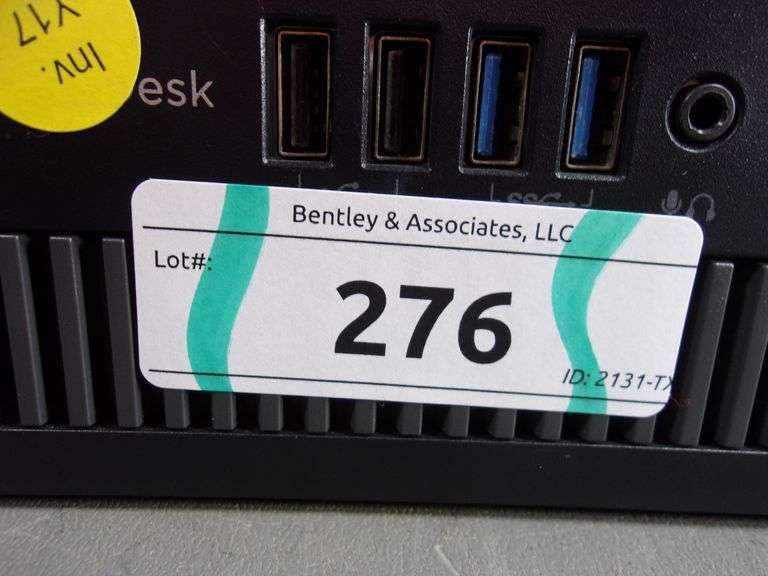 Inv.
Y17
esk
Bentley & Associates, LLC
Lot#:
276
ID: 2131-TX